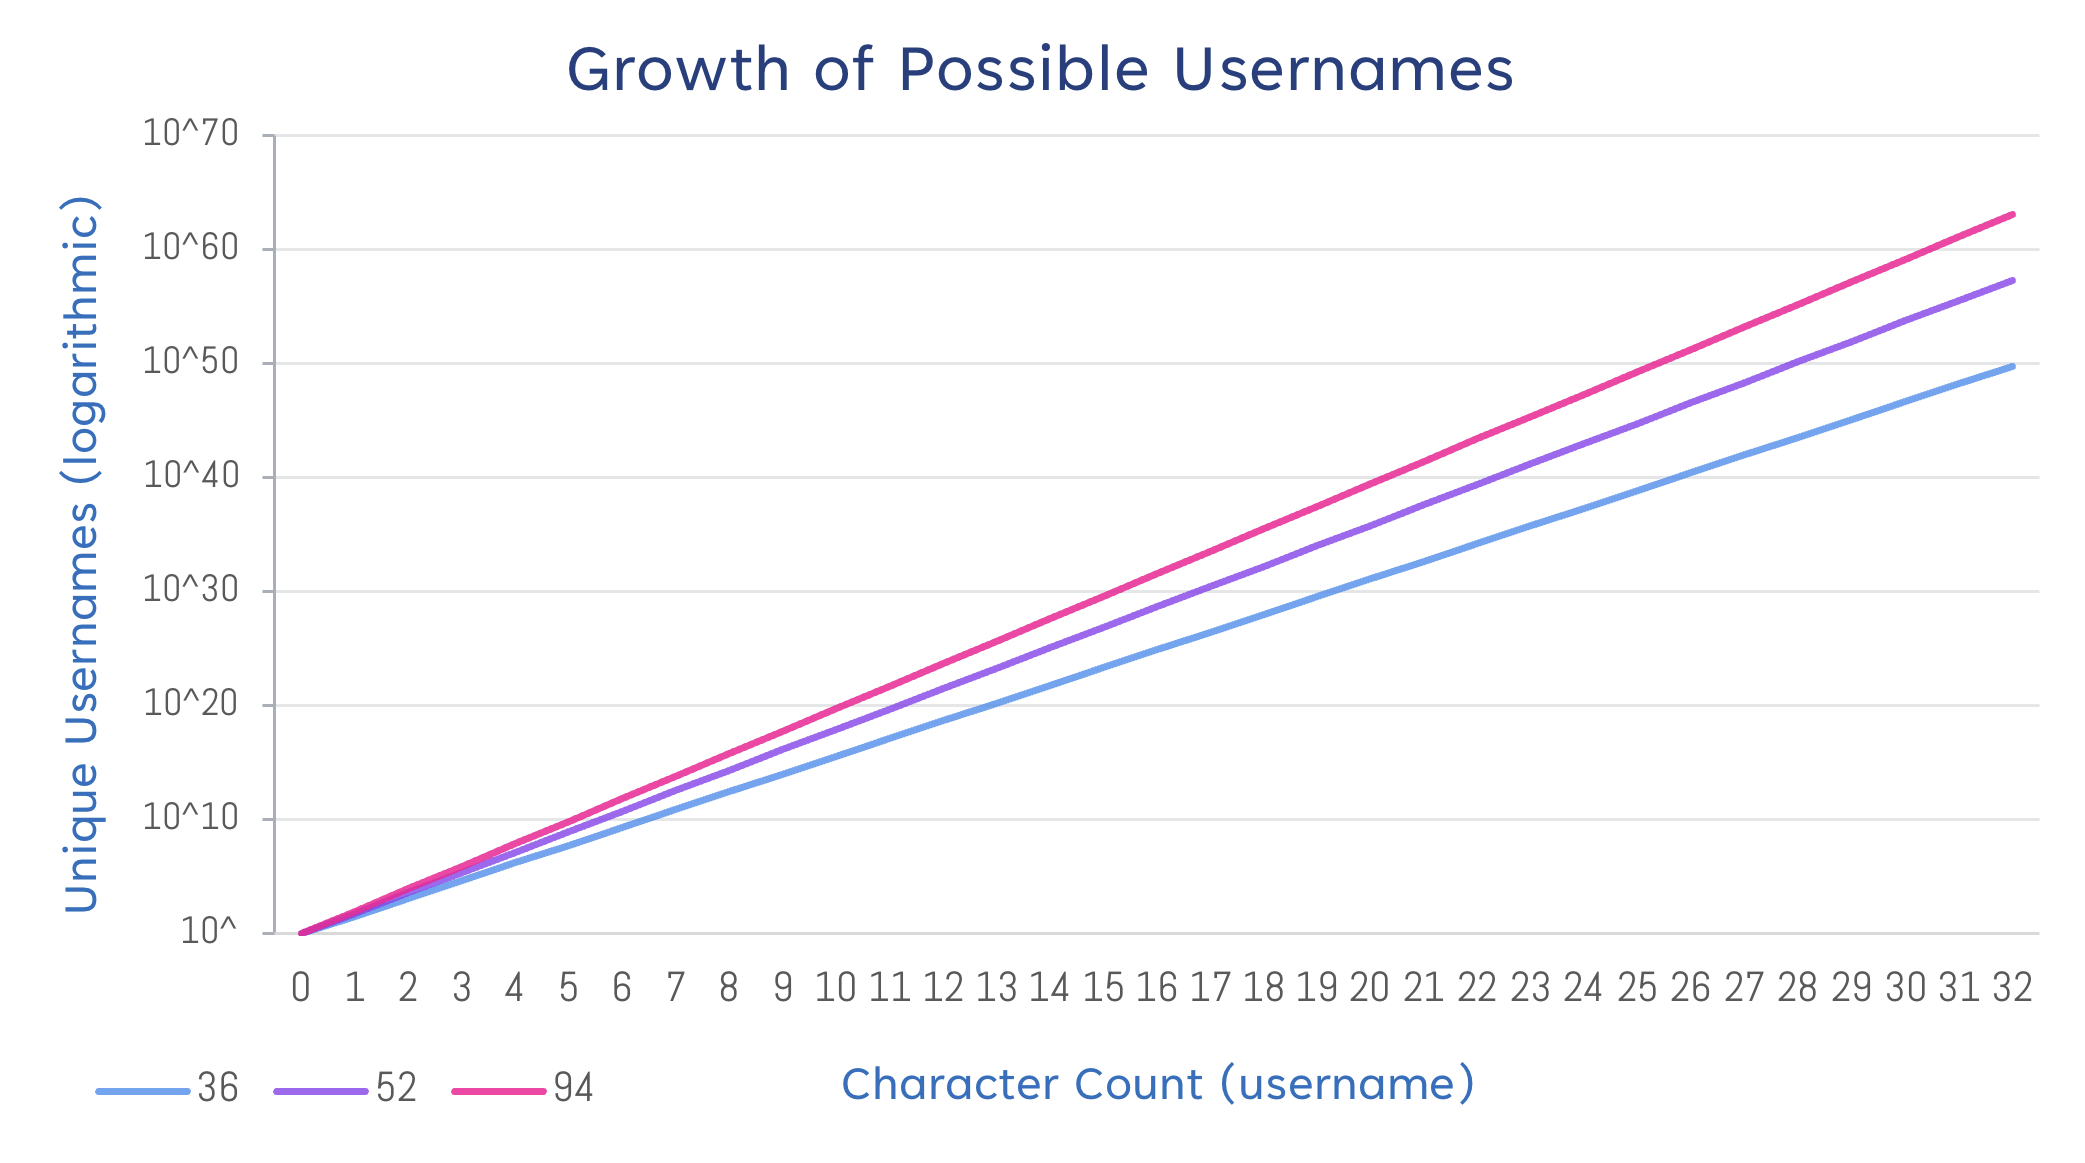 Growth of Possible Usernames
Unique Usernames (logarithmic)
10^70
10^60
10^50
10^40
10^30
10^20
10^10
10^
0 1 2 3 4 5 6 7 8 9 10 11 12 13 14 15 16 17 18 19 20 21 22 23 24 25 26 27 28 29 30 31 32
36 52 94
Character Count (username)